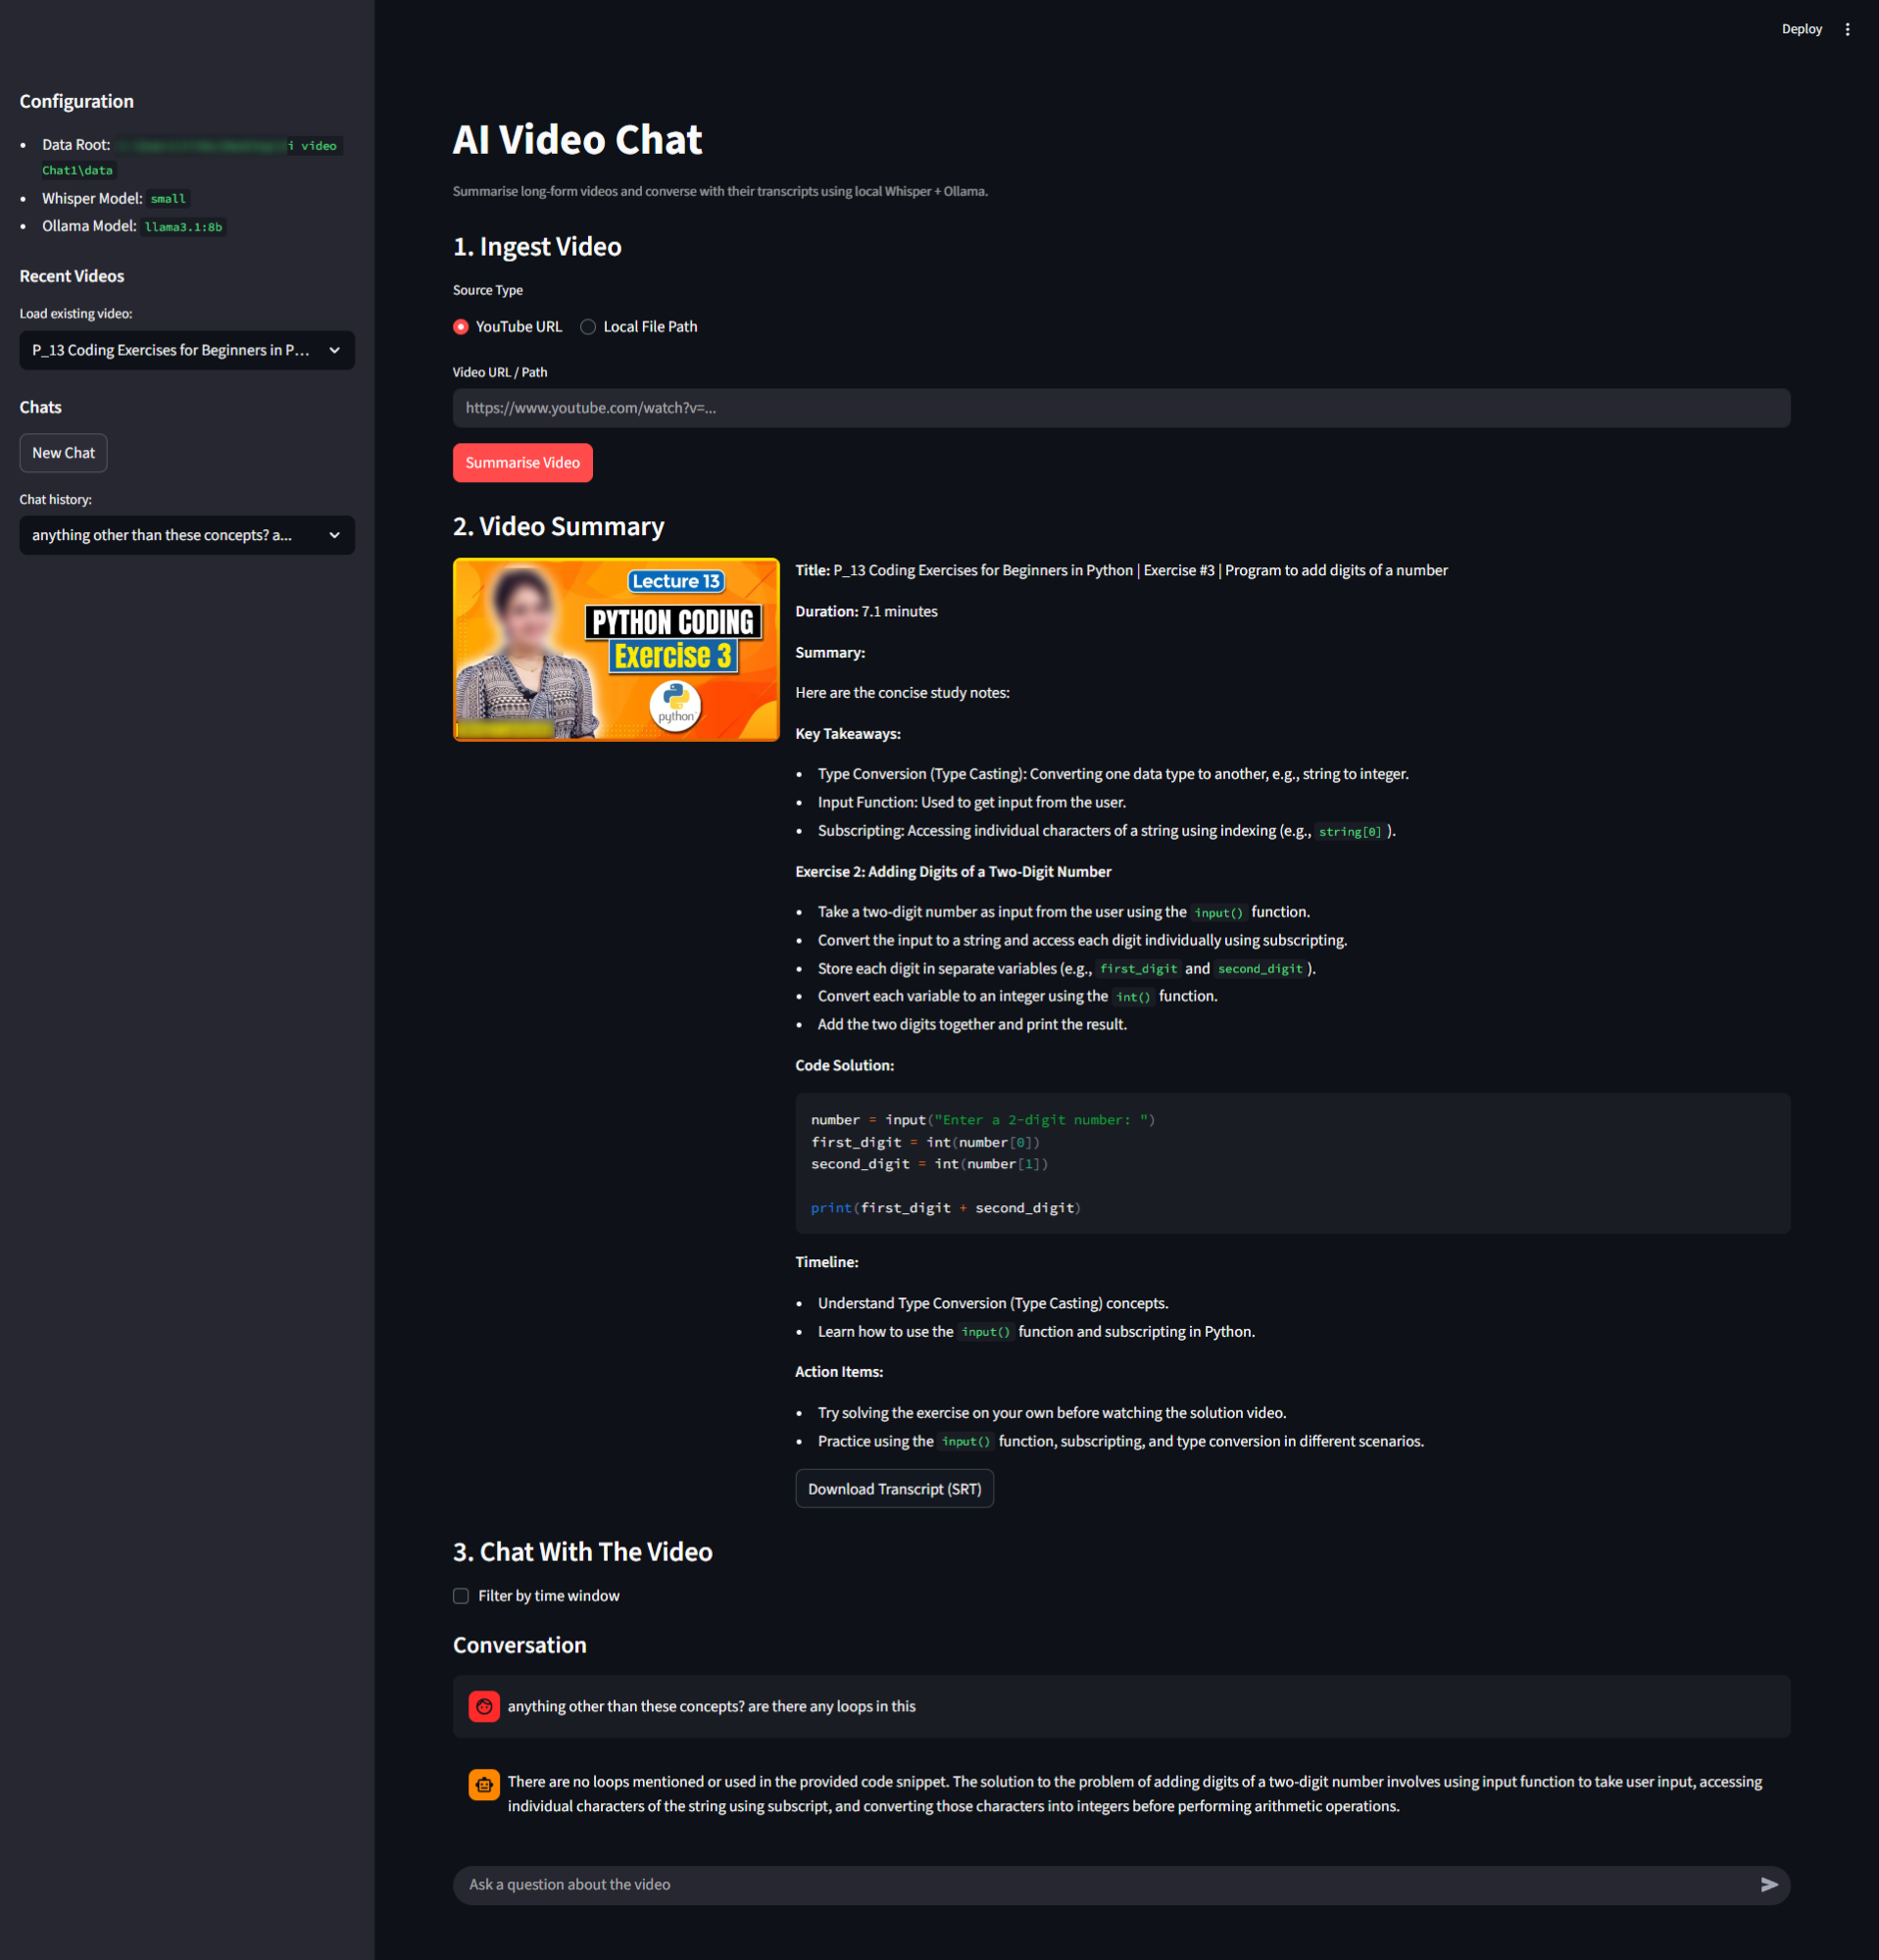 Deploy
Configuration
Data Root: i video
Chat1\data
Whisper Model: small
Ollama Model: llama3.1:8b
Recent Videos
Load existing video:
P_13 Coding Exercises for Beginners in P...
Chats
New Chat
Chat history:
anything other than these concepts? a...
AI Video Chat
Summarise long-form videos and converse with their transcripts using local Whisper + Ollama.
1. Ingest Video
Source Type
YouTube URL Local File Path
Video URL / Path
https://www.youtube.com/watch?v=...
Summarise Video
2. Video Summary
Lecture 13
PYTHON CODING
Exercise 3
python
Title: P_13 Coding Exercises for Beginners in Python | Exercise #3 | Program to add digits of a number
Duration: 7.1 minutes
Summary:
Here are the concise study notes:
Key Takeaways:
• Type Conversion (Type Casting): Converting one data type to another, e.g., string to integer.
• Input Function: Used to get input from the user.
• Subscripting: Accessing individual characters of a string using indexing (e.g., string[0] ).
Exercise 2: Adding Digits of a Two-Digit Number
• Take a two-digit number as input from the user using the input() function.
• Convert the input to a string and access each digit individually using subscripting.
• Store each digit in separate variables (e.g., first_digit and second_digit ).
• Convert each variable to an integer using the int() function.
• Add the two digits together and print the result.
Code Solution:
number = input("Enter a 2-digit number: ")
first_digit = int(number[0])
second_digit = int(number[1])
print(first_digit + second_digit)
Timeline:
• Understand Type Conversion (Type Casting) concepts.
• Learn how to use the input() function and subscripting in Python.
Action Items:
• Try solving the exercise on your own before watching the solution video.
• Practice using the input() function, subscripting, and type conversion in different scenarios.
Download Transcript (SRT)
3. Chat With The Video
Filter by time window
Conversation
anything other than these concepts? are there any loops in this
There are no loops mentioned or used in the provided code snippet. The solution to the problem of adding digits of a two-digit number involves using input function to take user input, accessing
individual characters of the string using subscript, and converting those characters into integers before performing arithmetic operations.
Ask a question about the video